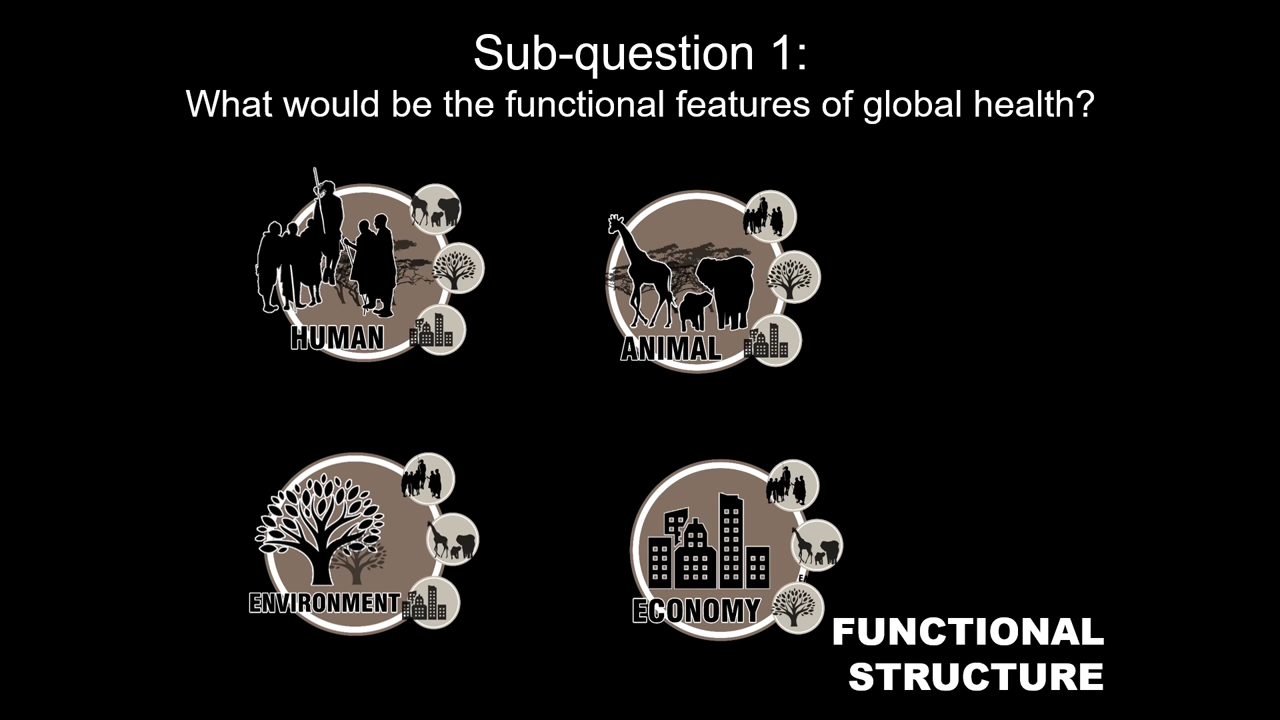 Sub-question 1:
What would be the functional features of global health?
HUMAN
ANIMAL
ENVIRONMENT
ECONOMY
FUNCTIONAL
STRUCTURE